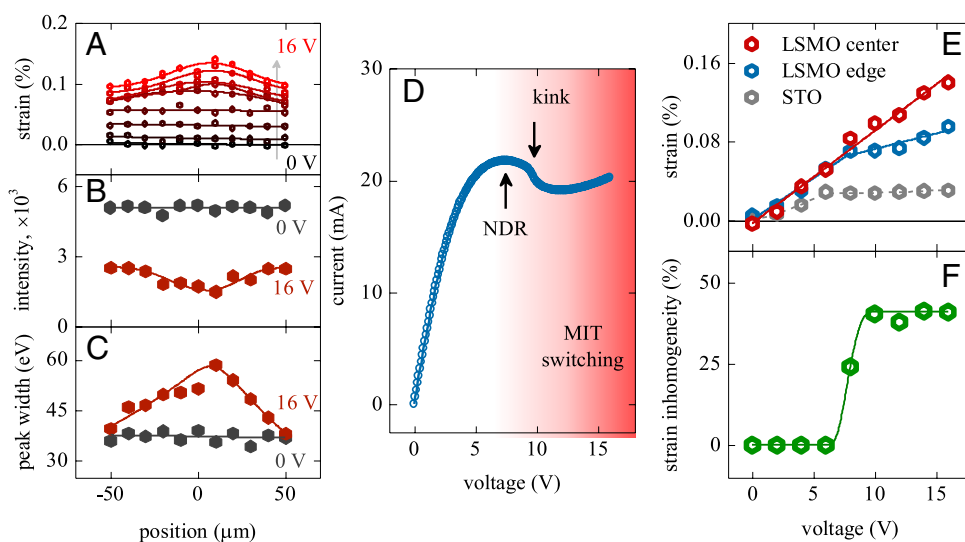 A
16 V
0 V
strain (%)
0.2
0.1
0.0
B
0 V
16 V
intensity, ×10³
6
3
0
C
16 V
0 V
peak width (eV)
60
45
30
-50
0
50
position (µm)
D
kink
NDR
MIT
switching
current (mA)
30
20
10
0
0
5
10
15
voltage (V)
E
LSMO center
LSMO edge
STO
strain (%)
0.16
0.08
0.00
F
strain inhomogeneity (%)
50
25
0
0
5
10
15
voltage (V)